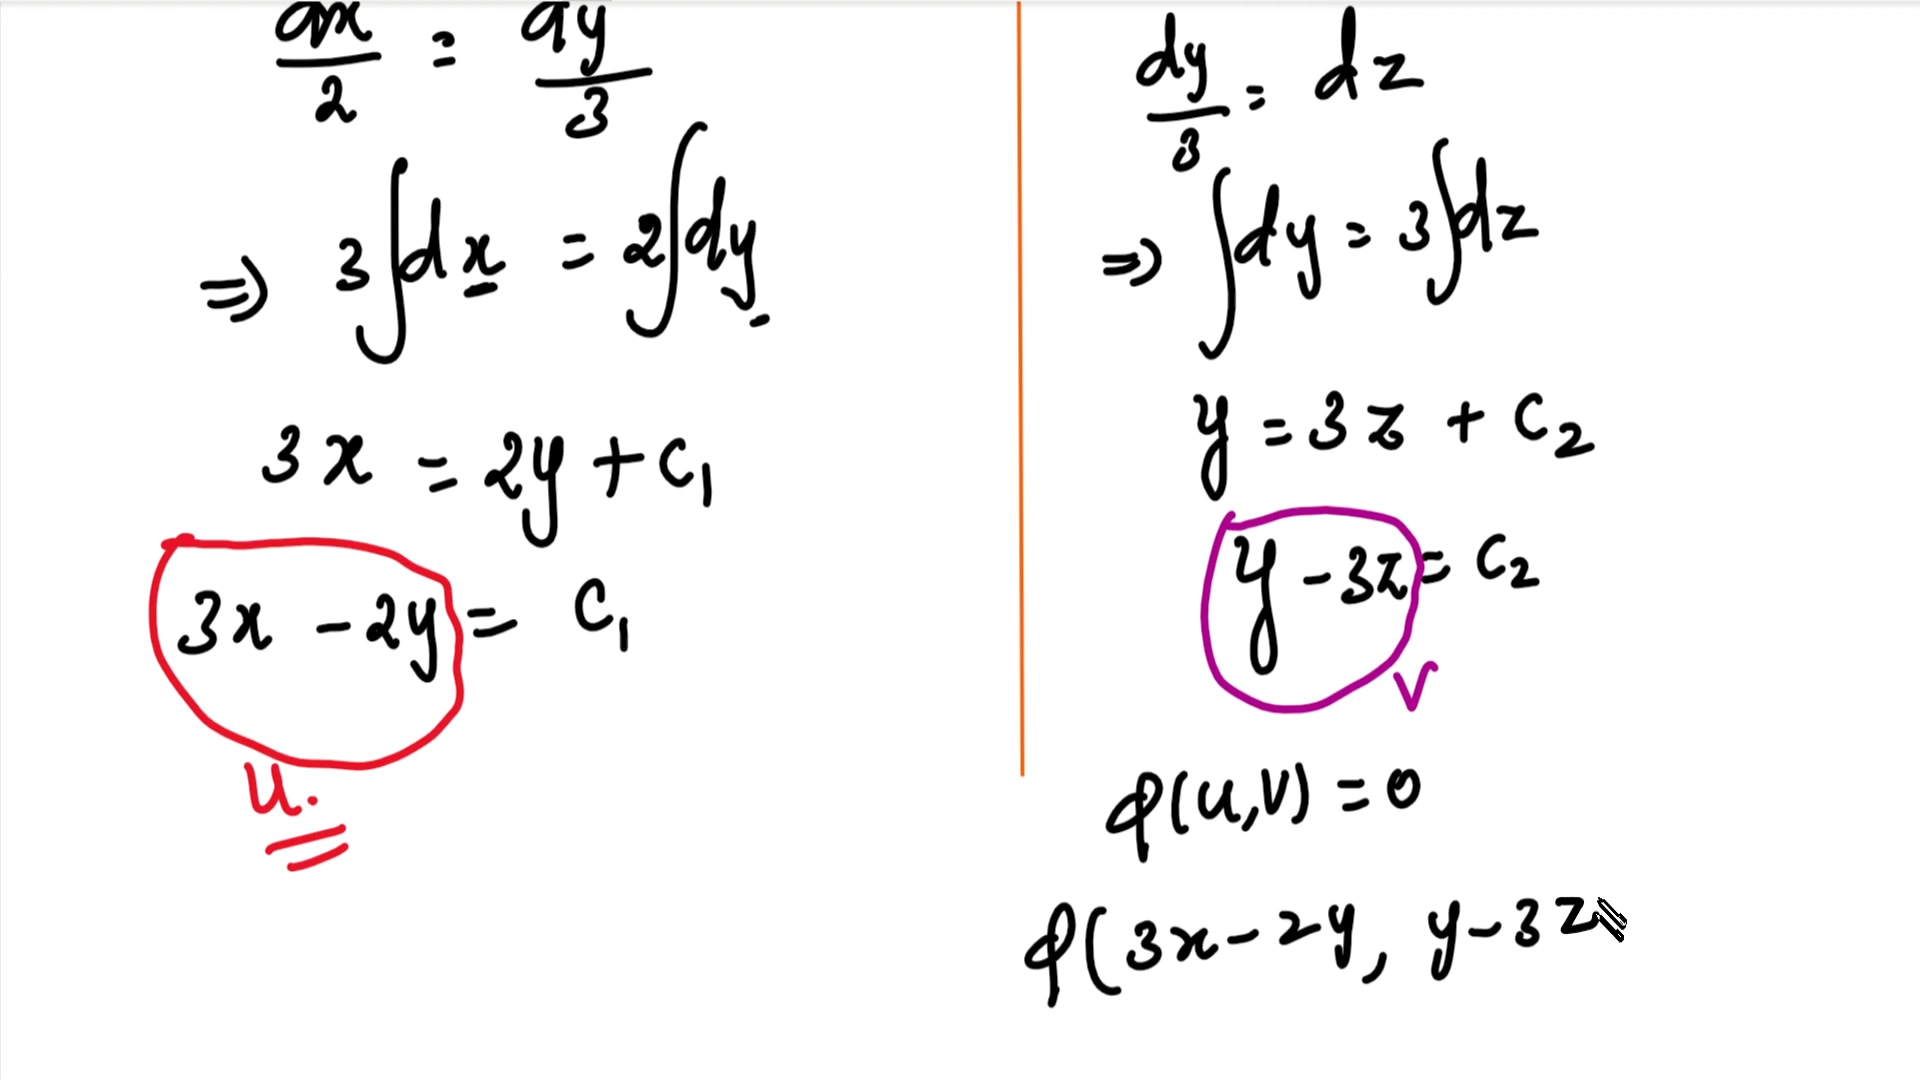 dx/2 = dy/3
⇒ 3∫dx = 2∫dy
3x = 2y + c₁
3x - 2y = c₁
u.
dy/3 = dz
⇒ ∫dy = 3∫dz
y = 3z + c₂
y - 3z = c₂
v
φ(u,v) = 0
φ(3x-2y, y-3z